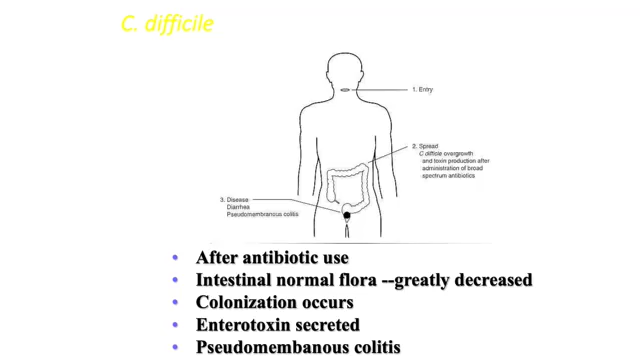 C. difficile
1. Entry
2. Spread
C difficile overgrowth
and toxin production after
administration of broad
spectrum antibiotics
3. Disease
Diarrhea
Pseudomembranous colitis
• After antibiotic use
• Intestinal normal flora --greatly decreased
• Colonization occurs
• Enterotoxin secreted
• Pseudomembanous colitis